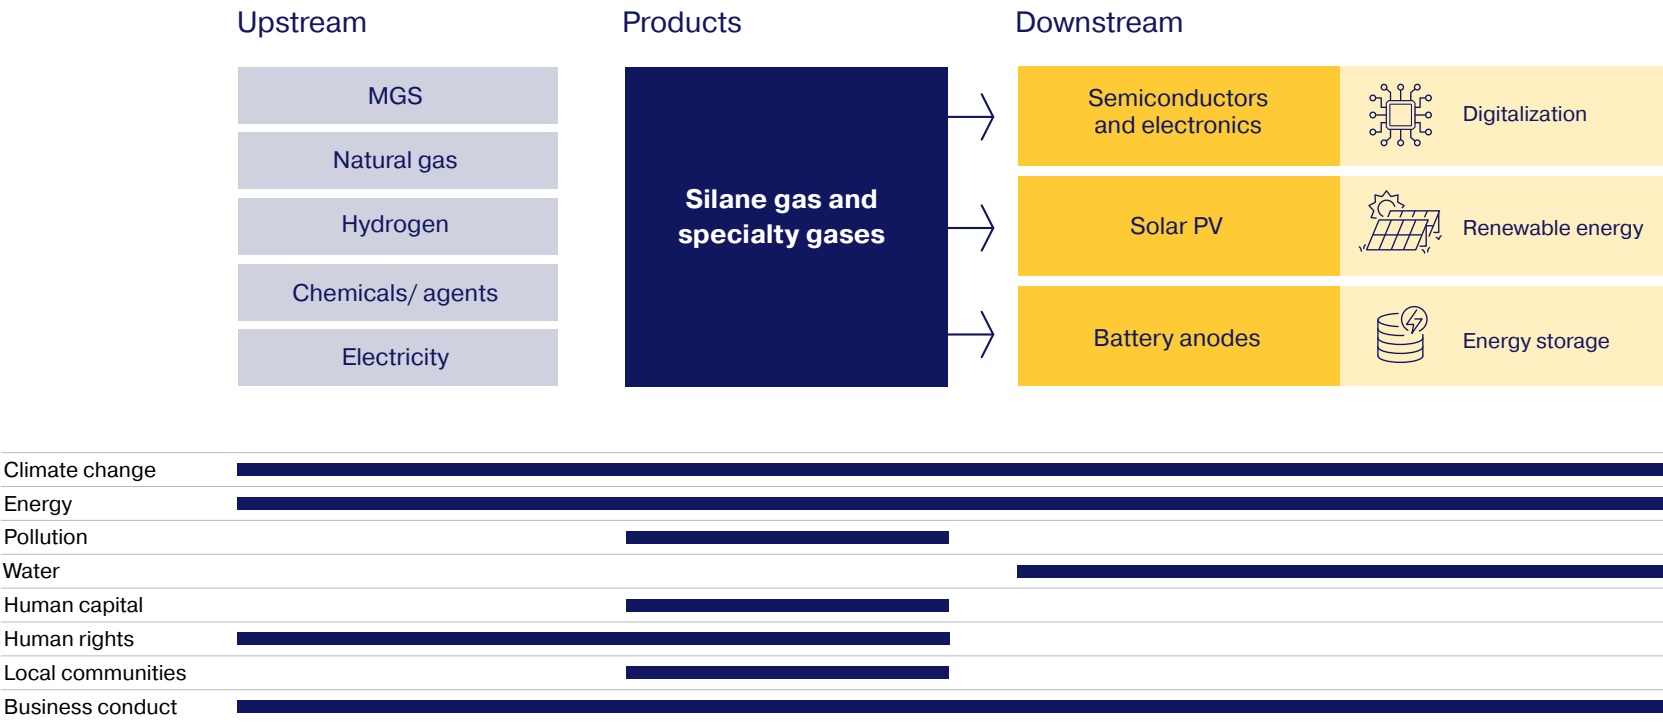 Upstream
Products
Downstream
MGS
Natural gas
Hydrogen
Chemicals/ agents
Electricity
Silane gas and
specialty gases
Semiconductors
and electronics
Digitalization
Solar PV
Renewable energy
Battery anodes
Energy storage
Climate change
Energy
Pollution
Water
Human capital
Human rights
Local communities
Business conduct